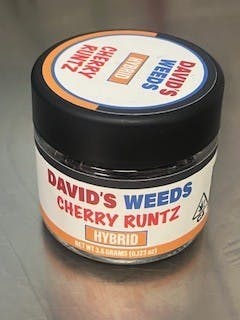 DAVID'S
WEEDS
HYBRID
CHERRY
RUNTZ
DAVID'S WEEDS
CHERRY RUNTZ
HYBRID
NET WT 3.5 GRAMS (0.123 oz)